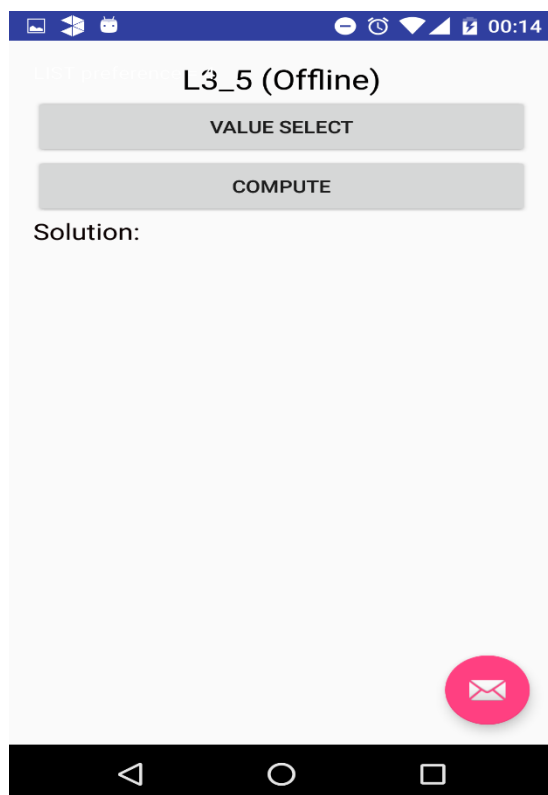 00:14
L3_5 (Offline)
VALUE SELECT
COMPUTE
Solution: